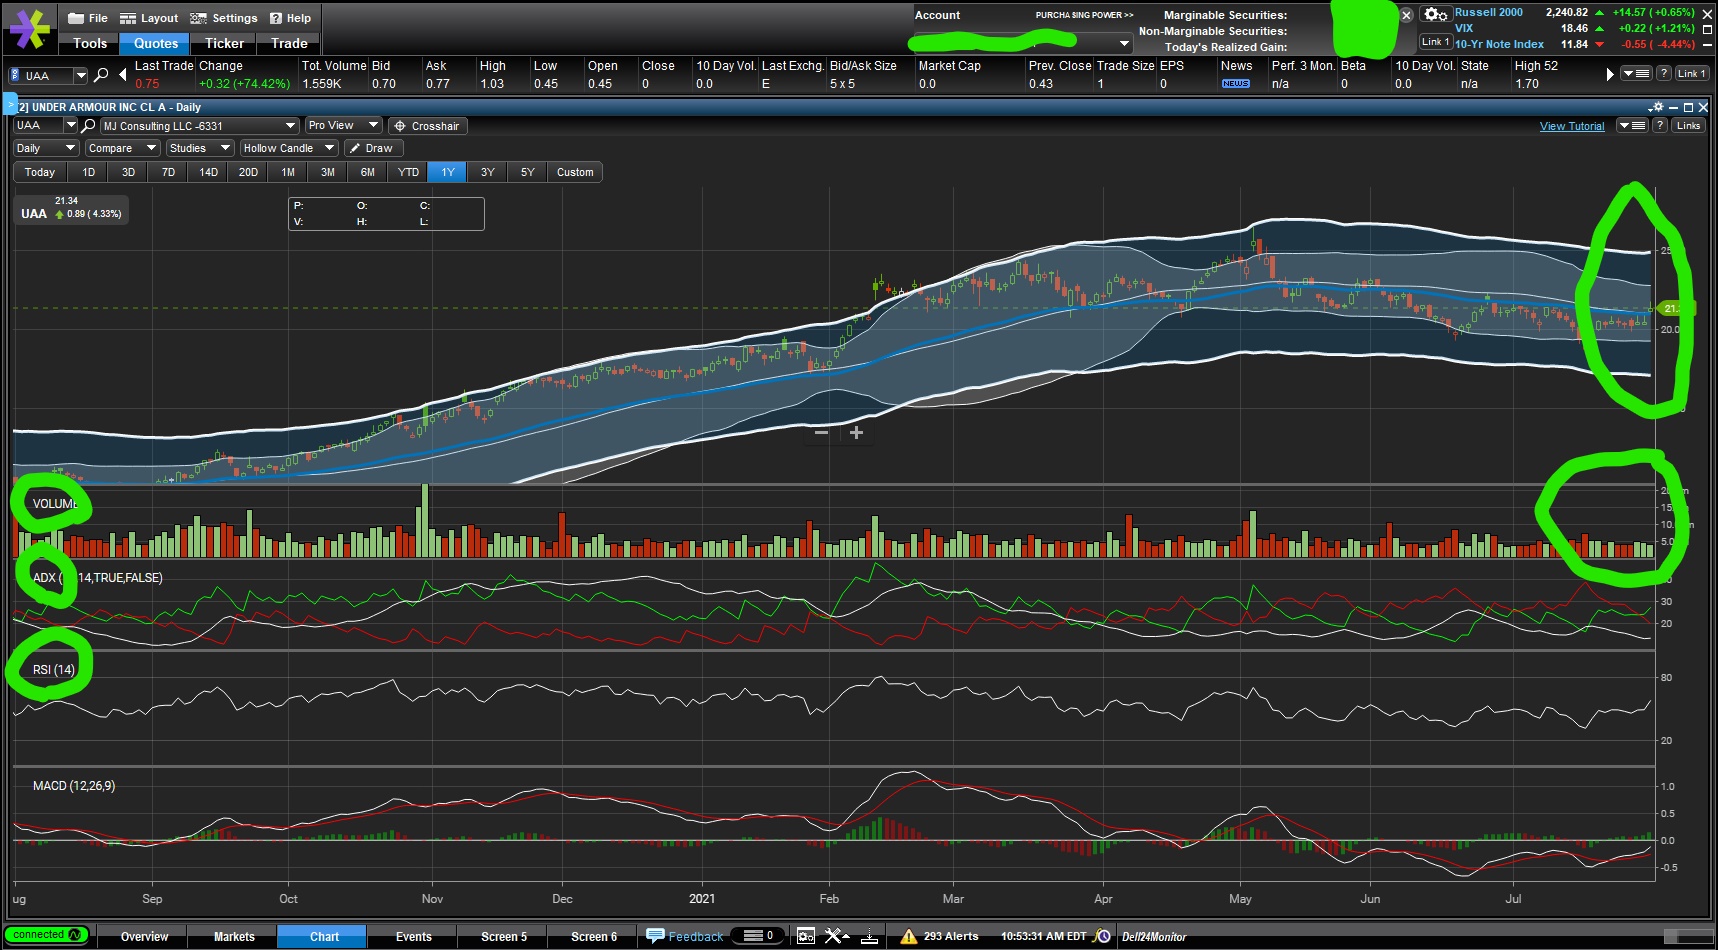 File Layout Settings ? Help
Tools Quotes Ticker Trade
Account PURCHASING POWER >>
Marginable Securities:
Non-Marginable Securities:
Today's Realized Gain:
Link 1
Russell 2000 2,240.82 +14.57 ( +0.65%)
VIX 18.46 +0.22 ( +1.21%)
10-Yr Note Index 11.84 -0.55 ( -4.44%)
UAA
Last Trade Change Tot. Volume Bid Ask High Low Open Close 10 Day Vol. Last Exchg. Bid/Ask Size Market Cap Prev. Close Trade Size EPS News Perf. 3 Mon. Beta 10 Day Vol. State High 52
0.75 +0.32 (+74.42%) 1.559K 0.70 0.77 1.03 0.45 0.45 0 0.0 E 5 x 5 0.0 0.43 1 0 NEWS n/a 0 0.0 n/a 1.70
? Link 1
[2] UNDER ARMOUR INC CL A - Daily
UAA MJ Consulting LLC -6331 Pro View Crosshair View Tutorial ? Links
Daily Compare Studies Hollow Candle Draw
Today 1D 3D 7D 14D 20D 1M 3M 6M YTD 1Y 3Y 5Y Custom
21.34
UAA 0.89 ( 4.33%)
P: O: C:
V: H: L:
− +
VOLUME
ADX 14,TRUE,FALSE)
30
20
RSI (14)
80
20
MACD (12,26,9)
1.0
0.5
0.0
-0.5
Sep Oct Nov Dec 2021 Feb Mar Apr May Jun Jul
connected Overview Markets Chart Events Screen 5 Screen 6 Feedback 0 293 Alerts 10:53:31 AM EDT Dell24Monitor